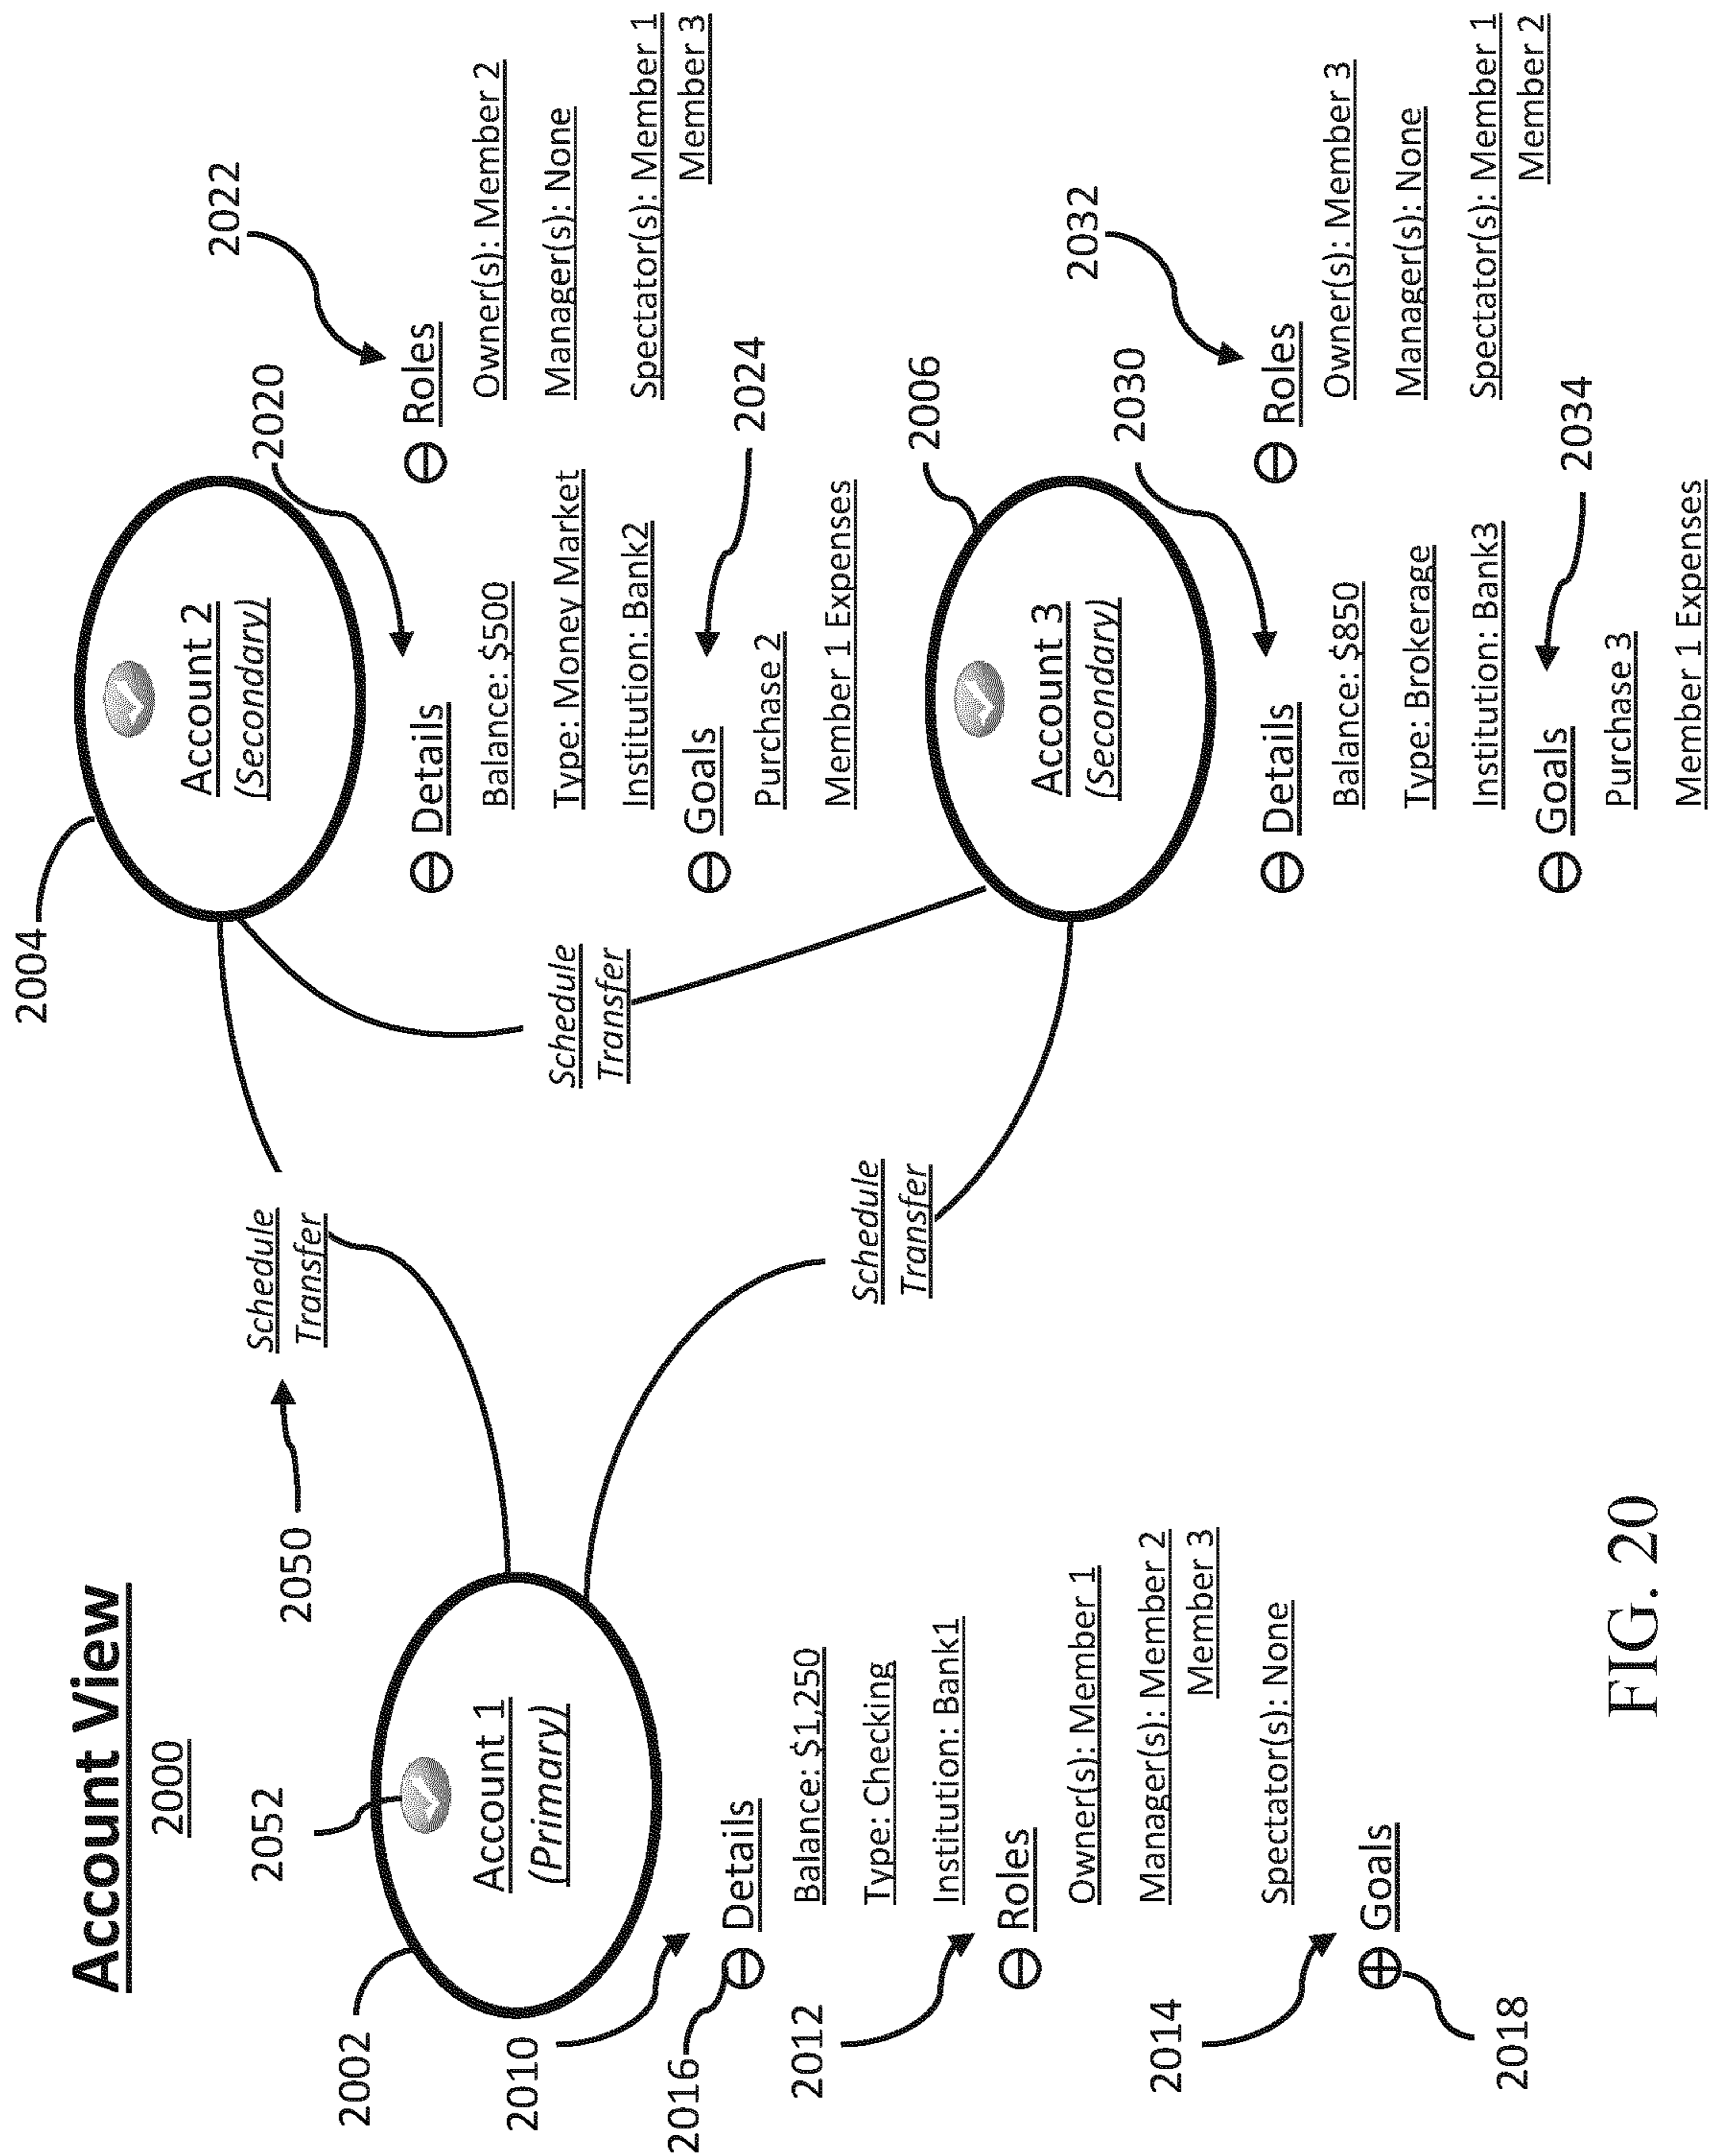 Account View
2000
2052
2002
Account 1
(Primary)
2010
2016
Details
Balance: $1,250
Type: Checking
Institution: Bank1
2012
Roles
Owner(s): Member 1
Manager(s): Member 2
Member 3
Spectator(s): None
2014
Goals
2018
2050
Schedule
Transfer
Schedule
Transfer
Schedule
Transfer
2004
Account 2
(Secondary)
2020
Details
Balance: $500
Type: Money Market
Institution: Bank2
Goals
2024
Purchase 2
Member 1 Expenses
2022
Roles
Owner(s): Member 2
Manager(s): None
Spectator(s): Member 1
Member 3
2006
Account 3
(Secondary)
2030
Details
Balance: $850
Type: Brokerage
Institution: Bank3
Goals
2034
Purchase 3
Member 1 Expenses
2032
Roles
Owner(s): Member 3
Manager(s): None
Spectator(s): Member 1
Member 2
FIG. 20